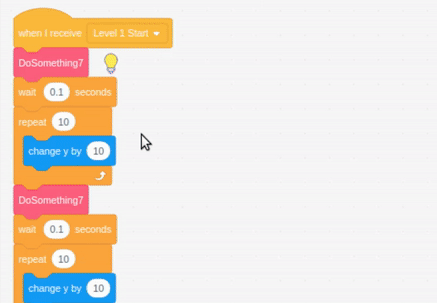 when I receive Level 1 Start
DoSomething7
wait 0.1 seconds
repeat 10
change y by 10
DoSomething7
wait 0.1 seconds
repeat 10
change y by 10